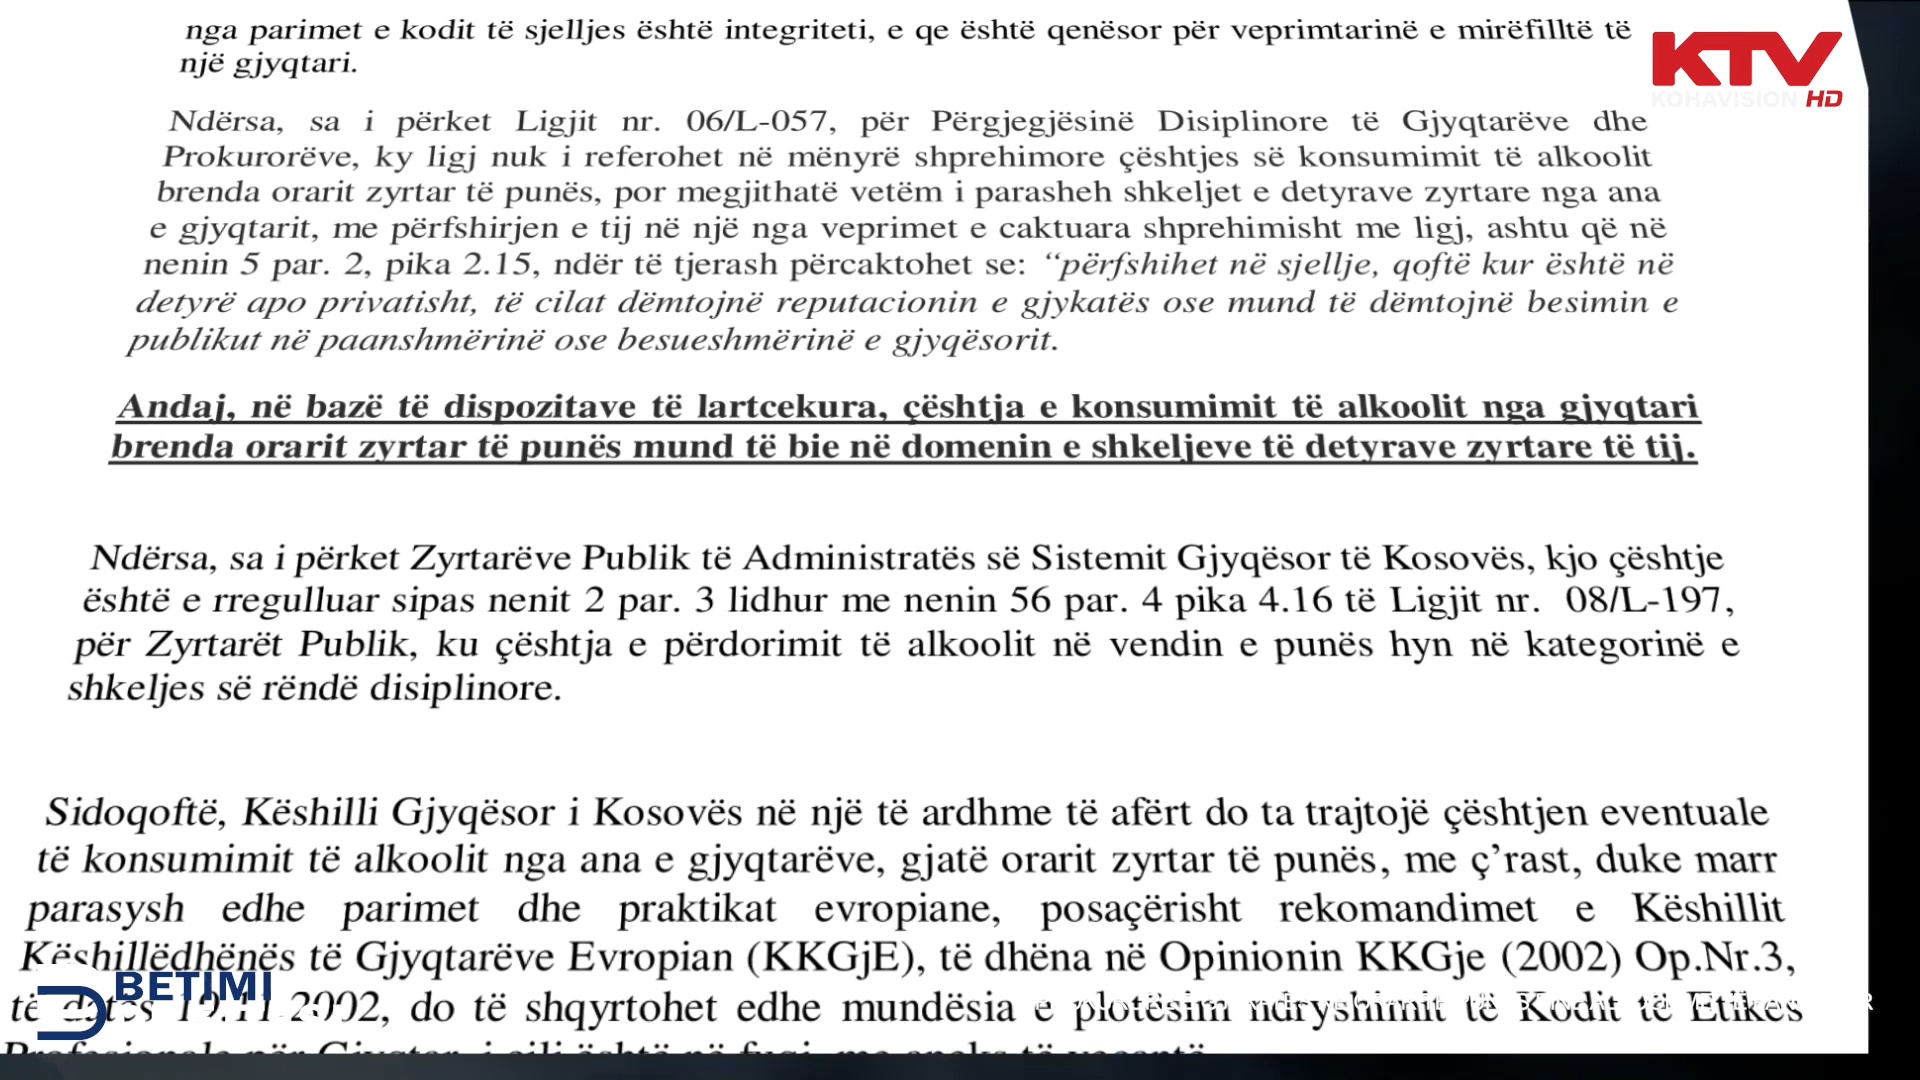 nga parimet e kodit të sjelljes është integriteti, e qe është qenësor për veprimtarinë e mirëfilltë të
një gjyqtari.
KTV
KOHAVISION HD
Ndërsa, sa i përket Ligjit nr. 06/L-057, për Përgjegjësinë Disiplinore të Gjyqtarëve dhe
Prokurorëve, ky ligj nuk i referohet në mënyrë shprehimore çështjes së konsumimit të alkoolit
brenda orarit zyrtar të punës, por megjithatë vetëm i parasheh shkeljet e detyrave zyrtare nga ana
e gjyqtarit, me përfshirjen e tij në një nga veprimet e caktuara shprehimisht me ligj, ashtu që në
nenin 5 par. 2, pika 2.15, ndër të tjerash përcaktohet se: “përfshihet në sjellje, qoftë kur është në
detyrë apo privatisht, të cilat dëmtojnë reputacionin e gjykatës ose mund të dëmtojnë besimin e
publikut në paanshmërinë ose besueshmërinë e gjyqësorit.
Andaj, në bazë të dispozitave të lartcekura, çështja e konsumimit të alkoolit nga gjyqtari
brenda orarit zyrtar të punës mund të bie në domenin e shkeljeve të detyrave zyrtare të tij.
Ndërsa, sa i përket Zyrtarëve Publik të Administratës së Sistemit Gjyqësor të Kosovës, kjo çështje
është e rregulluar sipas nenit 2 par. 3 lidhur me nenin 56 par. 4 pika 4.16 të Ligjit nr. 08/L-197,
për Zyrtarët Publik, ku çështja e përdorimit të alkoolit në vendin e punës hyn në kategorinë e
shkeljes së rëndë disiplinore.
Sidoqoftë, Këshilli Gjyqësor i Kosovës në një të ardhme të afërt do ta trajtojë çështjen eventuale
të konsumimit të alkoolit nga ana e gjyqtarëve, gjatë orarit zyrtar të punës, me ç’rast, duke marr
parasysh edhe parimet dhe praktikat evropiane, posaçërisht rekomandimet e Këshillit
Këshillëdhënës të Gjyqtarëve Evropian (KKGjE), të dhëna në Opinionin KKGje (2002) Op.Nr.3,
BETIMI
të datës 2002, do të shqyrtohet edhe mundësia e plotësim ndryshimit të Kodit të Etikës